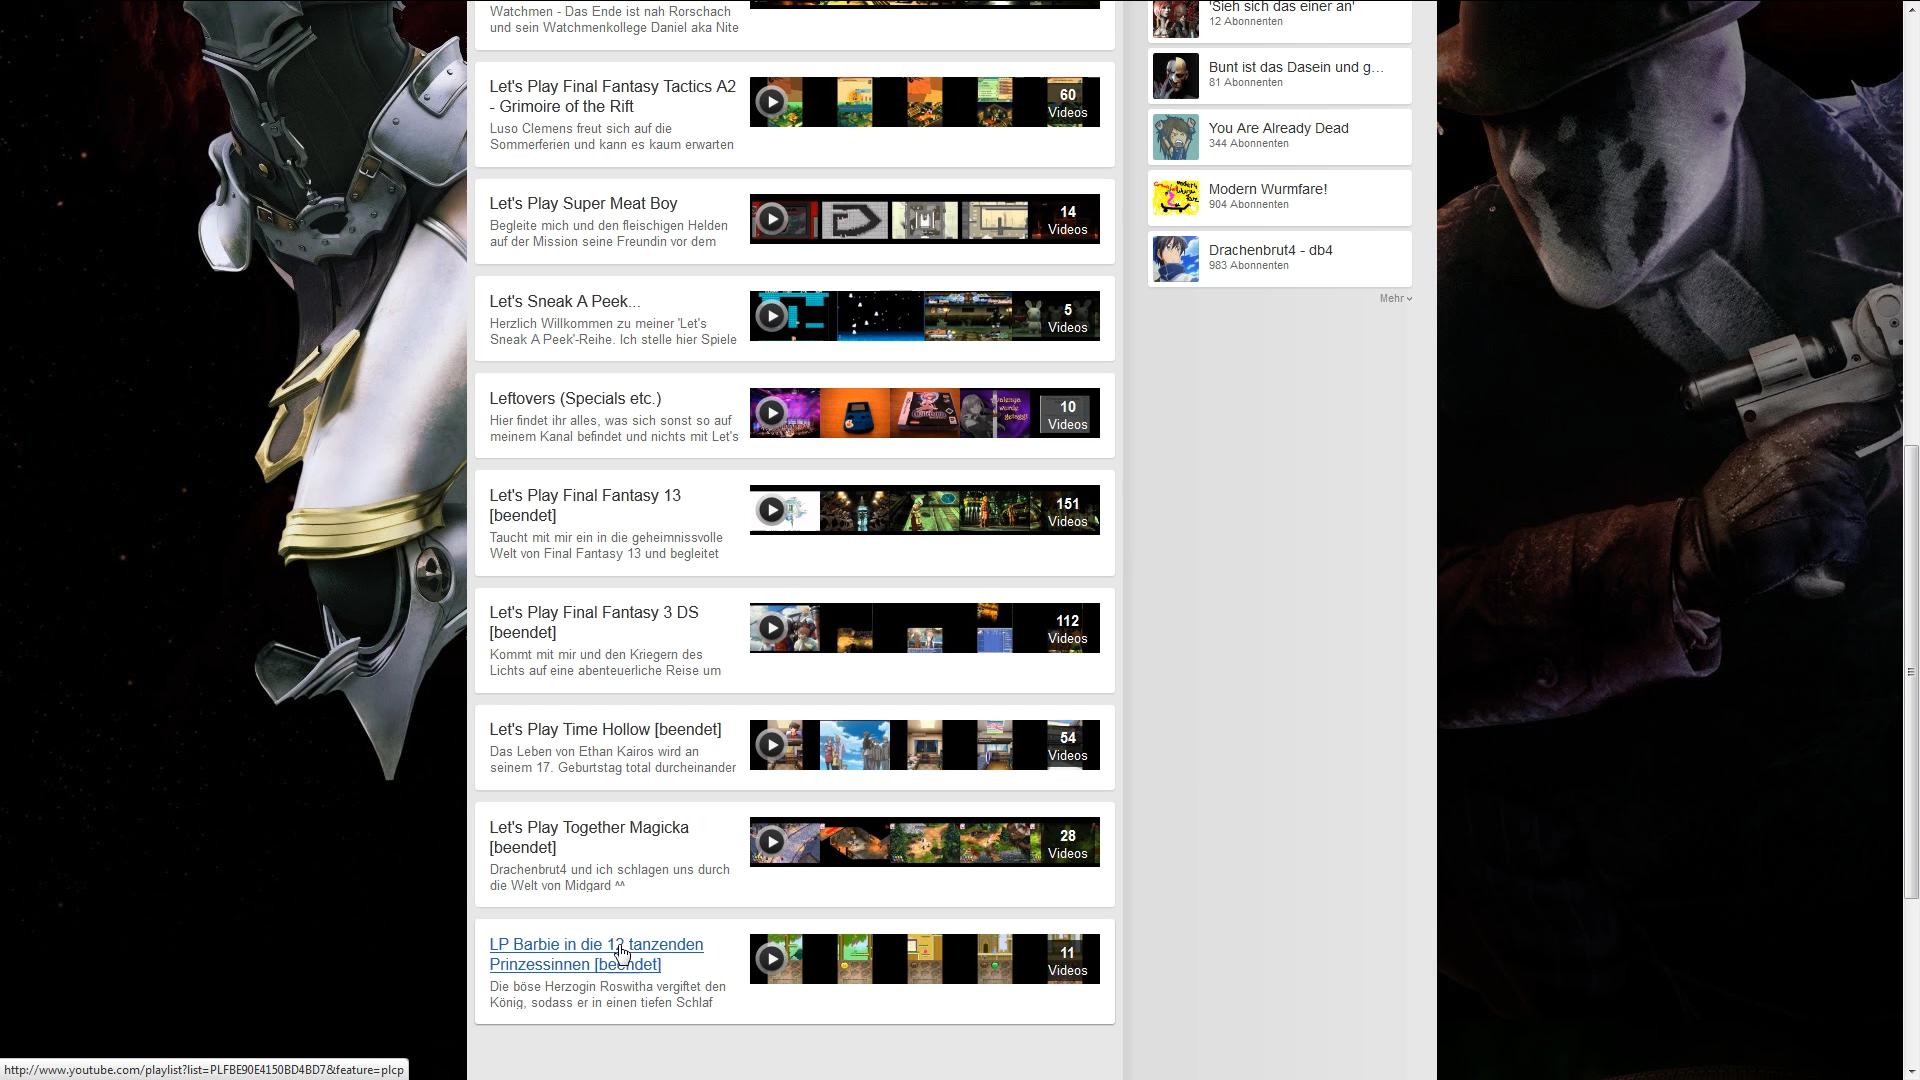 Watchmen - Das Ende ist nah Rorschach
und sein Watchmenkollege Daniel aka Nite
Let's Play Final Fantasy Tactics A2
- Grimoire of the Rift
Luso Clemens freut sich auf die
Sommerferien und kann es kaum erwarten
60
Videos
Let's Play Super Meat Boy
Begleite mich und den fleischigen Helden
auf der Mission seine Freundin vor dem
14
Videos
Let's Sneak A Peek...
Herzlich Willkommen zu meiner 'Let's
Sneak A Peek'-Reihe. Ich stelle hier Spiele
5
Videos
Leftovers (Specials etc.)
Hier findet ihr alles, was sich sonst so auf
meinem Kanal befindet und nichts mit Let's
10
Videos
Let's Play Final Fantasy 13
[beendet]
Taucht mit mir ein in die geheimnissvolle
Welt von Final Fantasy 13 und begleitet
151
Videos
Let's Play Final Fantasy 3 DS
[beendet]
Kommt mit mir und den Kriegern des
Lichts auf eine abenteuerliche Reise um
112
Videos
Let's Play Time Hollow [beendet]
Das Leben von Ethan Kairos wird an
seinem 17. Geburtstag total durcheinander
54
Videos
Let's Play Together Magicka
[beendet]
Drachenbrut4 und ich schlagen uns durch
die Welt von Midgard ^^
28
Videos
LP Barbie in die 12 tanzenden
Prinzessinnen [beendet]
Die böse Herzogin Roswitha vergiftet den
König, sodass er in einen tiefen Schlaf
11
Videos
'Sieh sich das einer an'
12 Abonnenten
Bunt ist das Dasein und g...
81 Abonnenten
You Are Already Dead
344 Abonnenten
Modern Wurmfare!
904 Abonnenten
Drachenbrut4 - db4
983 Abonnenten
Mehr
http://www.youtube.com/playlist?list=PLFBE90E4150BD4BD7&feature=plcp